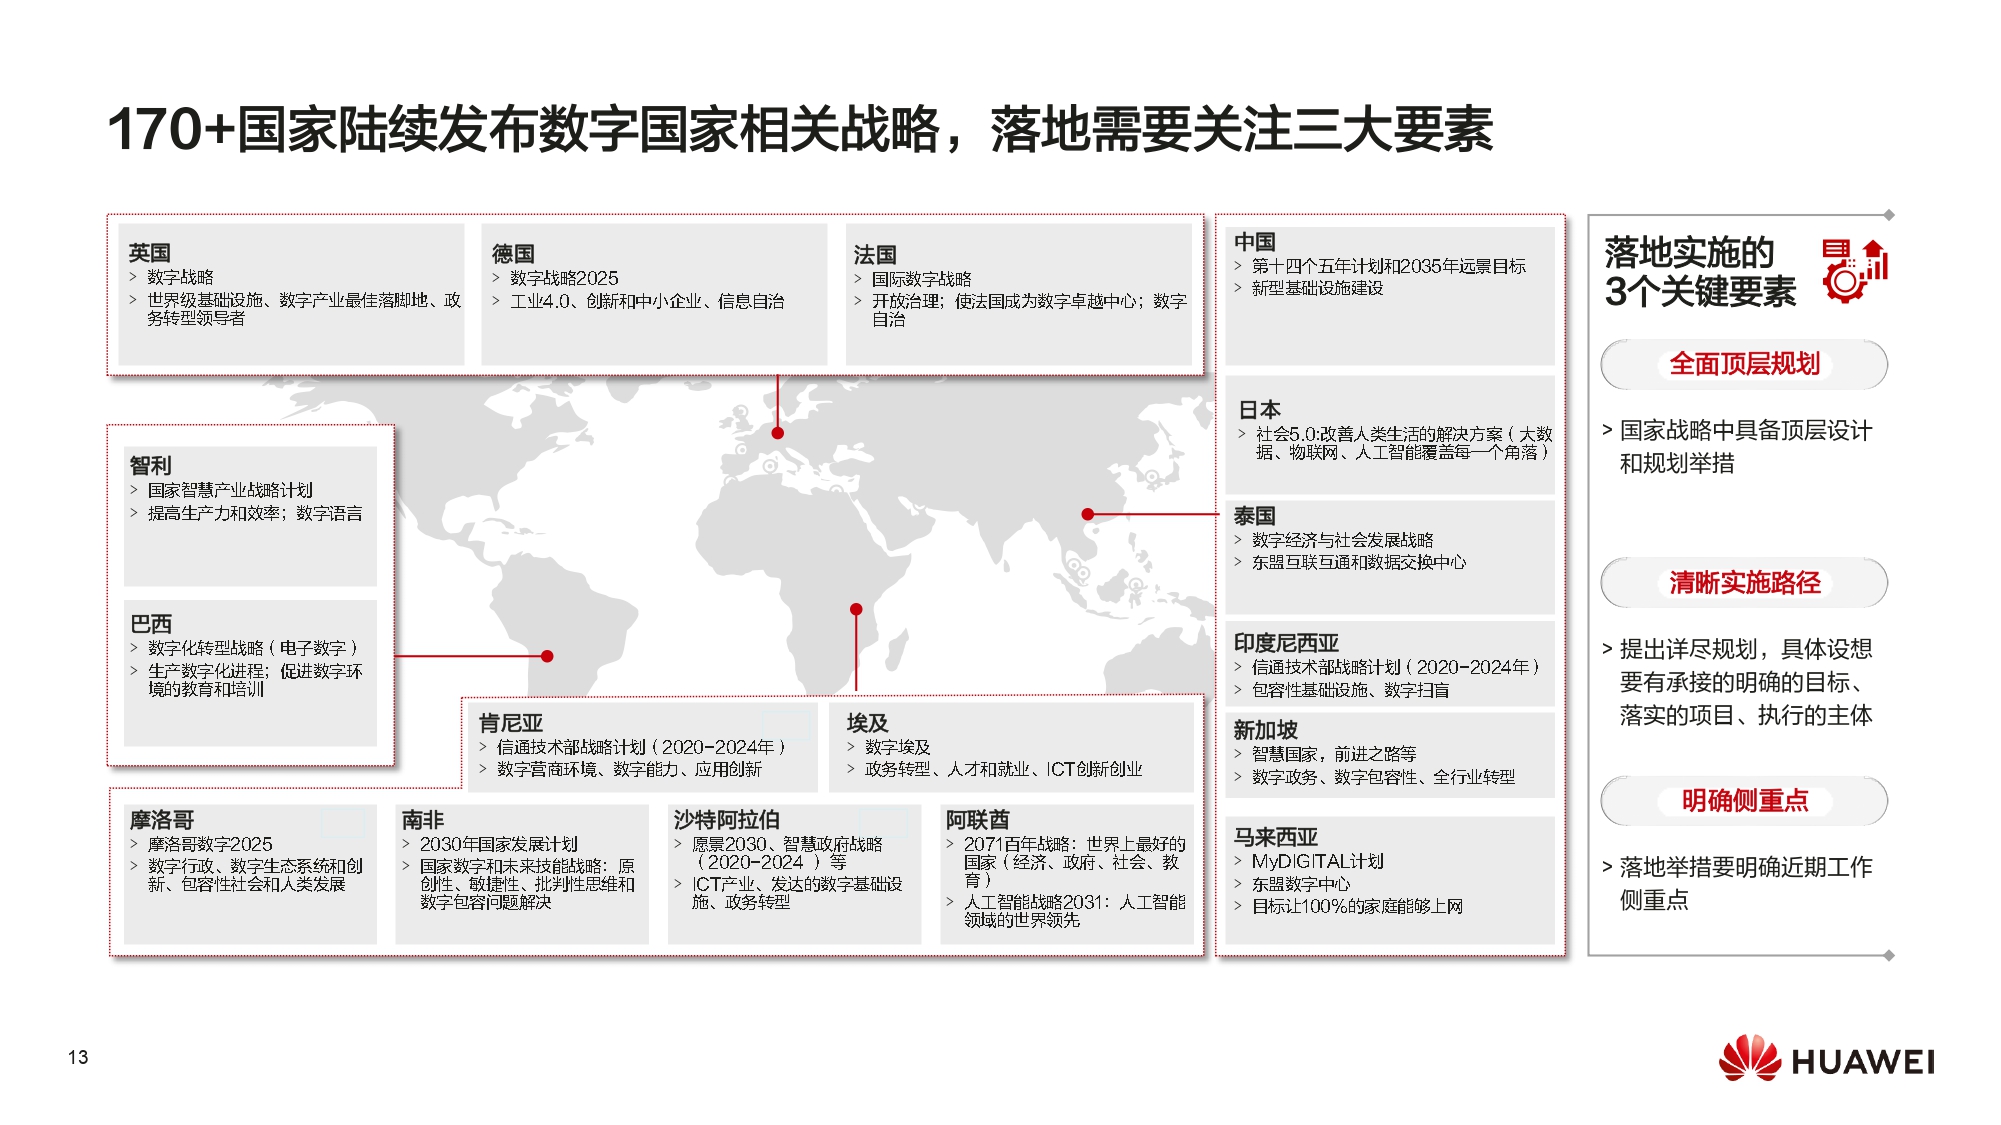 170+国家陆续发布数字国家相关战略，落地需要关注三大要素
英国
> 数字战略
> 世界级基础设施、数字产业最佳落脚地、政
务转型领导者
德国
> 数字战略2025
> 工业4.0、创新和中小企业、信息自治
法国
> 国际数字战略
> 开放治理；使法国成为数字卓越中心；数字
自治
智利
> 国家智慧产业战略计划
> 提高生产力和效率；数字语言
巴西
> 数字化转型战略（电子数字）
> 生产数字化进程；促进数字环
境的教育和培训
肯尼亚
> 信通技术部战略计划（2020-2024年）
> 数字营商环境、数字能力、应用创新
埃及
> 数字埃及
> 政务转型、人才和就业、ICT创新创业
摩洛哥
> 摩洛哥数字2025
> 数字行政、数字生态系统和创
新、包容性社会和人类发展
南非
> 2030年国家发展计划
> 国家数字和未来技能战略：原
创性、敏捷性、批判性思维和
数字包容问题解决
沙特阿拉伯
> 愿景2030、智慧政府战略
（2020-2024 ）等
> ICT产业、发达的数字基础设
施、政务转型
阿联酋
> 2071百年战略：世界上最好的
国家（经济、政府、社会、教
育）
> 人工智能战略2031：人工智能
领域的世界领先
中国
> 第十四个五年计划和2035年远景目标
> 新型基础设施建设
日本
> 社会5.0:改善人类生活的解决方案（大数
据、物联网、人工智能覆盖每一个角落）
泰国
> 数字经济与社会发展战略
> 东盟互联互通和数据交换中心
印度尼西亚
> 信通技术部战略计划（2020-2024年）
> 包容性基础设施、数字扫盲
新加坡
> 智慧国家，前进之路等
> 数字政务、数字包容性、全行业转型
马来西亚
> MyDIGITAL计划
> 东盟数字中心
> 目标让100%的家庭能够上网
落地实施的
3个关键要素
全面顶层规划
> 国家战略中具备顶层设计
和规划举措
清晰实施路径
> 提出详尽规划，具体设想
要有承接的明确的目标、
落实的项目、执行的主体
明确侧重点
> 落地举措要明确近期工作
侧重点
13
HUAWEI